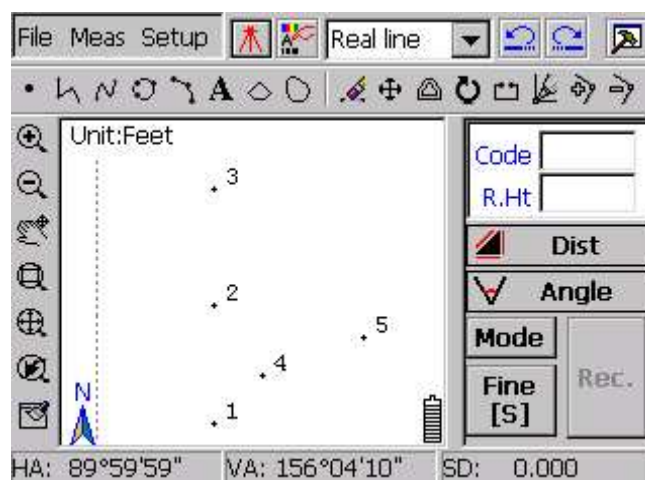 File Meas Setup Real line
A
Unit:Feet
Code
R.Ht
3
Dist
2
Angle
5
Mode
4
Fine
[S]
Rec.
N
1
HA: 89°59'59" VA: 156°04'10" SD: 0.000